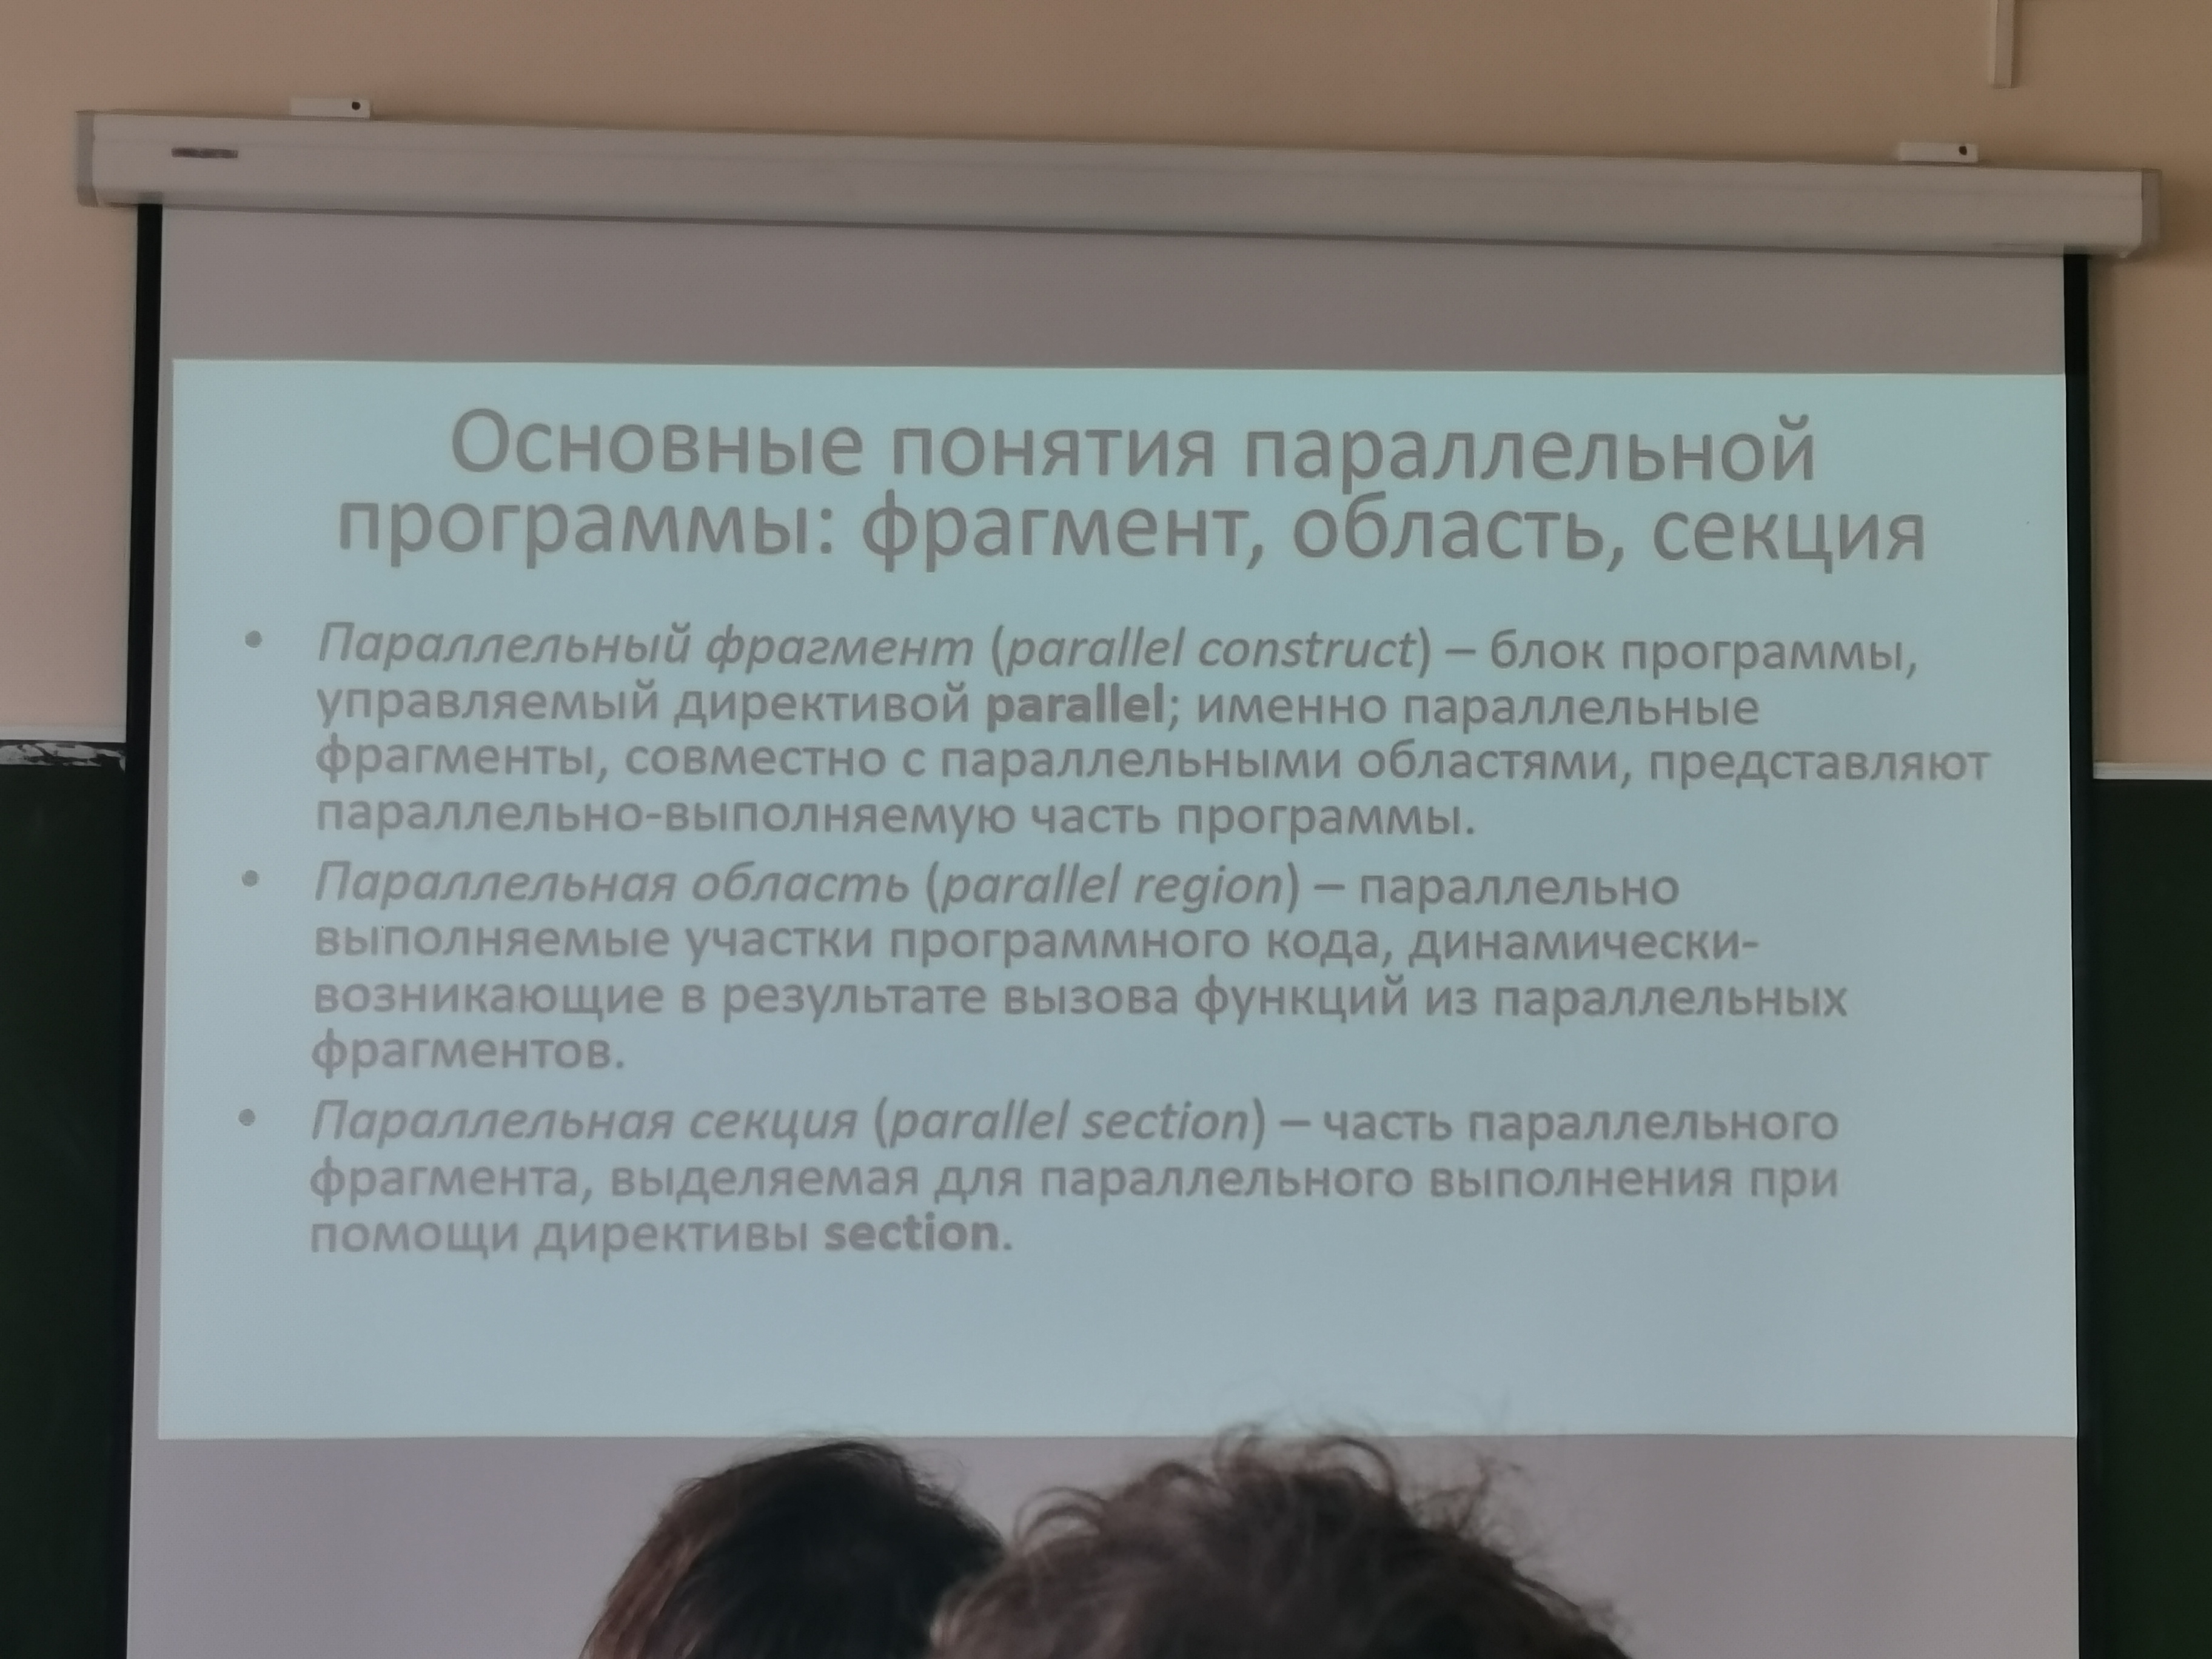 Основные понятия параллельной
программы: фрагмент, область, секция
• Параллельный фрагмент (parallel construct) – блок программы,
управляемый директивой parallel; именно параллельные
фрагменты, совместно с параллельными областями, представляют
параллельно-выполняемую часть программы.
• Параллельная область (parallel region) – параллельно
выполняемые участки программного кода, динамически-
возникающие в результате вызова функций из параллельных
фрагментов.
• Параллельная секция (parallel section) – часть параллельного
фрагмента, выделяемая для параллельного выполнения при
помощи директивы section.